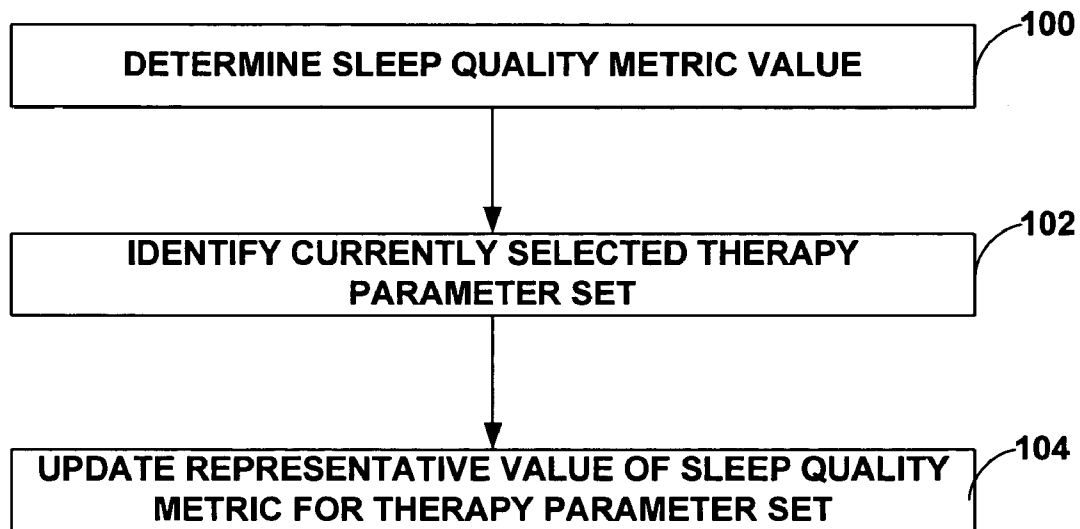 100
DETERMINE SLEEP QUALITY METRIC VALUE
102
IDENTIFY CURRENTLY SELECTED THERAPY
PARAMETER SET
104
UPDATE REPRESENTATIVE VALUE OF SLEEP QUALITY
METRIC FOR THERAPY PARAMETER SET